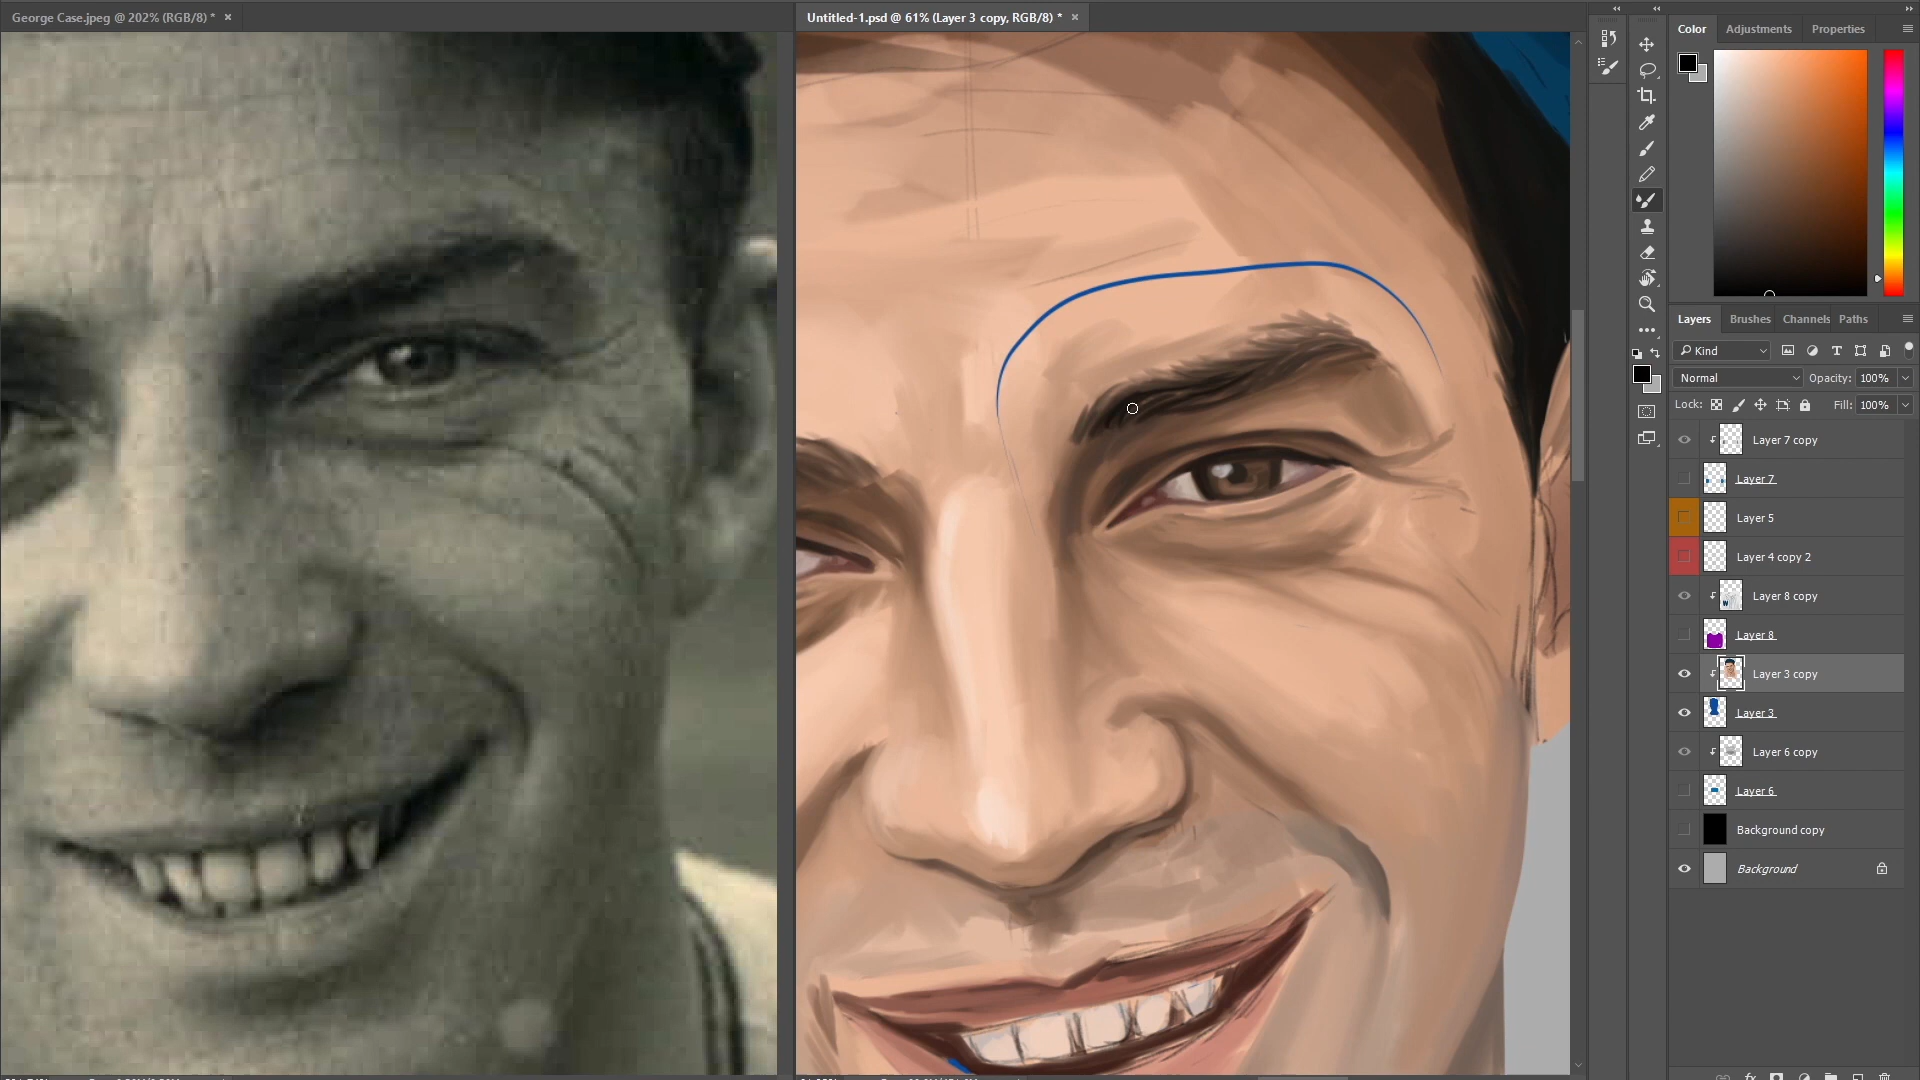 George Case.jpeg @ 202% (RGB/8) *
Untitled-1.psd @ 61% (Layer 3 copy, RGB/8) *
Color
Adjustments
Properties
Layers
Brushes
Channels
Paths
Kind
Normal
Opacity: 100%
Lock:
Fill: 100%
Layer 7 copy
Layer 7
Layer 5
Layer 4 copy 2
Layer 8 copy
Layer 8
Layer 3 copy
Layer 3
Layer 6 copy
Layer 6
Background copy
Background